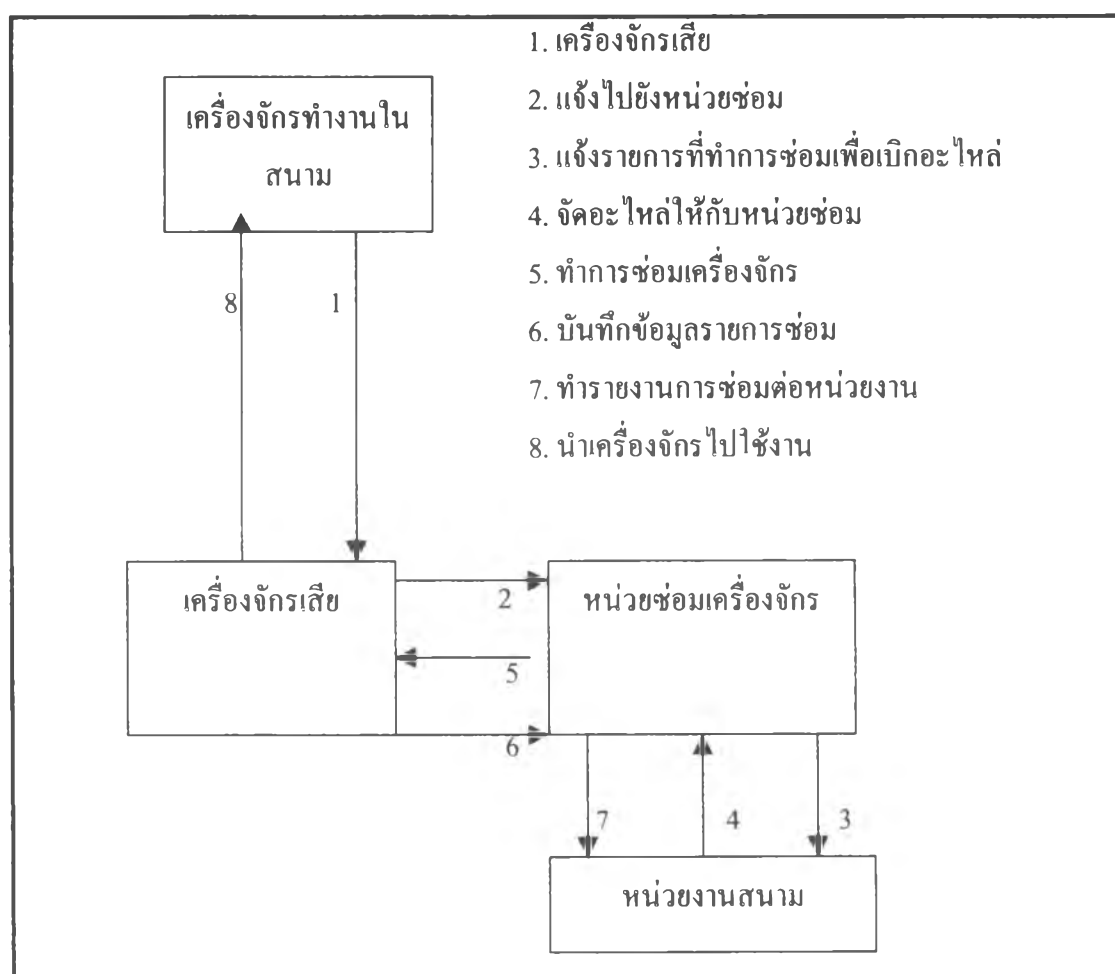 1. เครื่องจักรเสีย
2. แจ้งไปยังหน่วยซ่อม
3. แจ้งรายการที่ทำการซ่อมเพื่อเบิกอะไหล่
4. จัดอะไหล่ให้กับหน่วยซ่อม
5. ทำการซ่อมเครื่องจักร
6. บันทึกข้อมูลรายการซ่อม
7. ทำรายงานการซ่อมต่อหน่วยงาน
8. นำเครื่องจักรไปใช้งาน
เครื่องจักรทำงานใน
สนาม
8
1
เครื่องจักรเสีย
2
5
6
หน่วยซ่อมเครื่องจักร
7
4
3
หน่วยงานสนาม